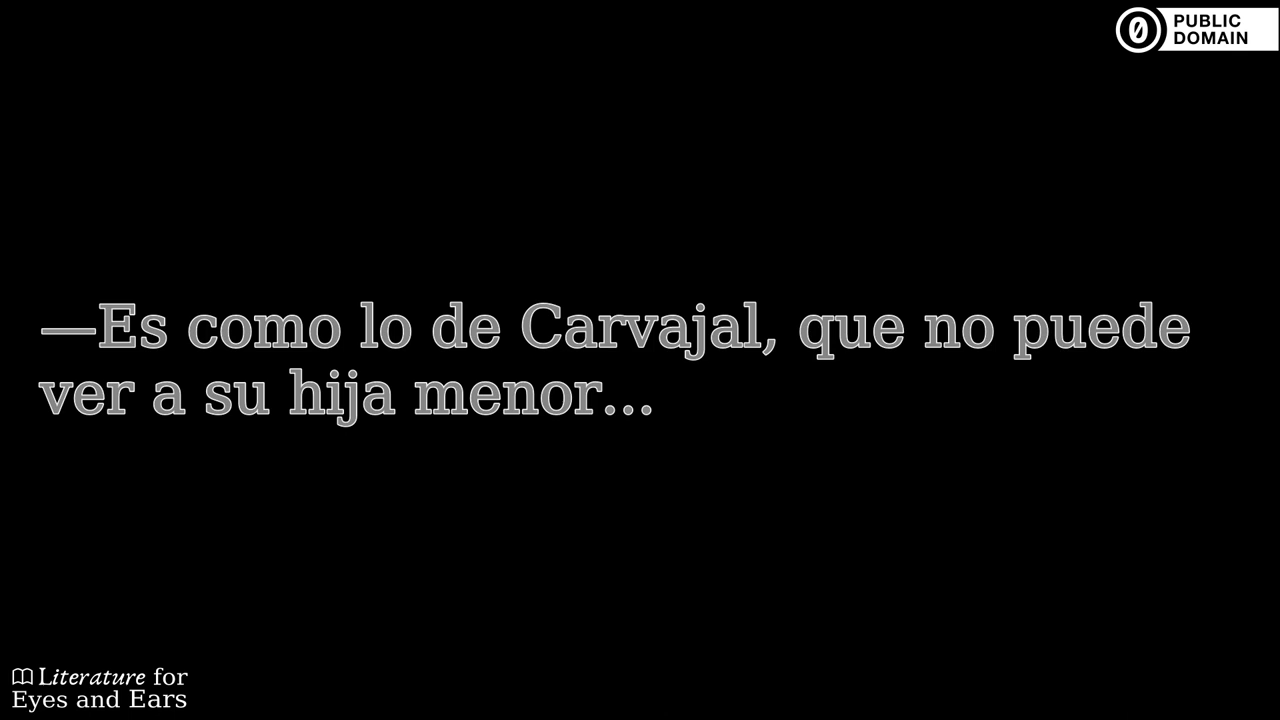 PUBLIC
DOMAIN
—Es como lo de Carvajal, que no puede
ver a su hija menor...
Literature for
Eyes and Ears